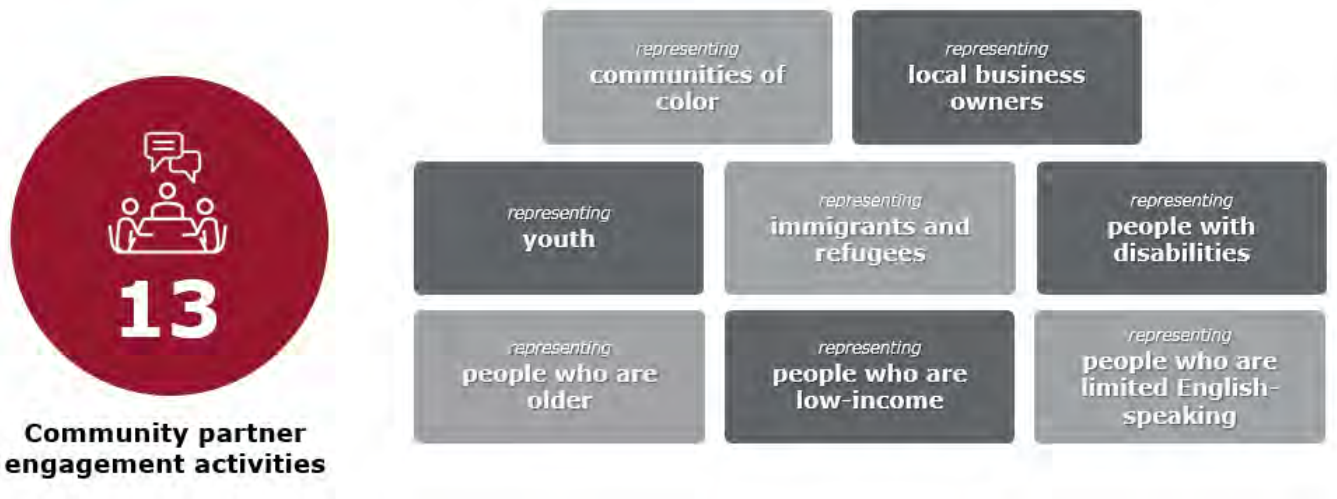 13
Community partner
engagement activities
representing
communities of
color
representing
local business
owners
representing
youth
representing
immigrants and
refugees
representing
people with
disabilities
representing
people who are
older
representing
people who are
low-income
representing
people who are
limited English-
speaking